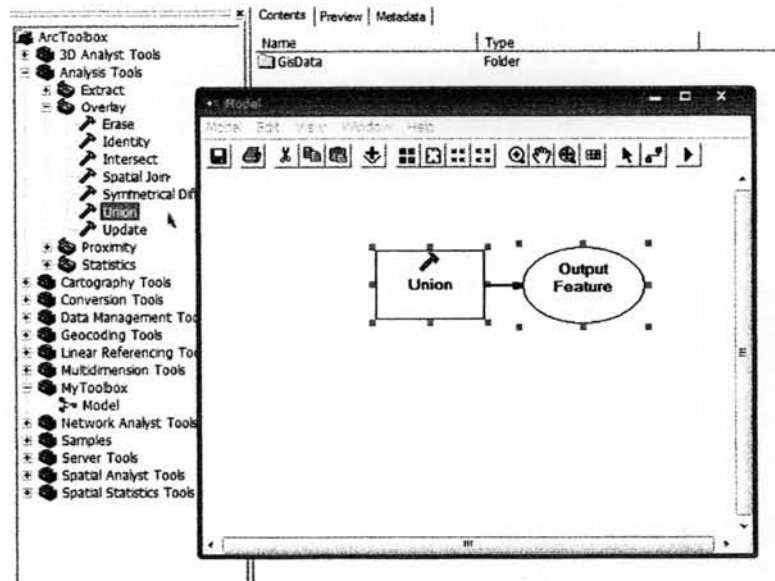 Contents Preview Metadata
Name Type
GisData Folder
ArcToolbox
3D Analyst Tools
Analysis Tools
Extract
Overlay
Erase
Identity
Intersect
Spatial Join
Symmetrical Dif
Union
Update
Proximity
Statistics
Cartography Tools
Conversion Tools
Data Management Too
Geocoding Tools
Linear Referencing Too
Multidimension Tools
MyToolbox
Model
Network Analyst Tools
Samples
Server Tools
Spatial Analyst Tools
Spatial Statistics Tools
Model
Model Edit View Window Help
Union
Output
Feature